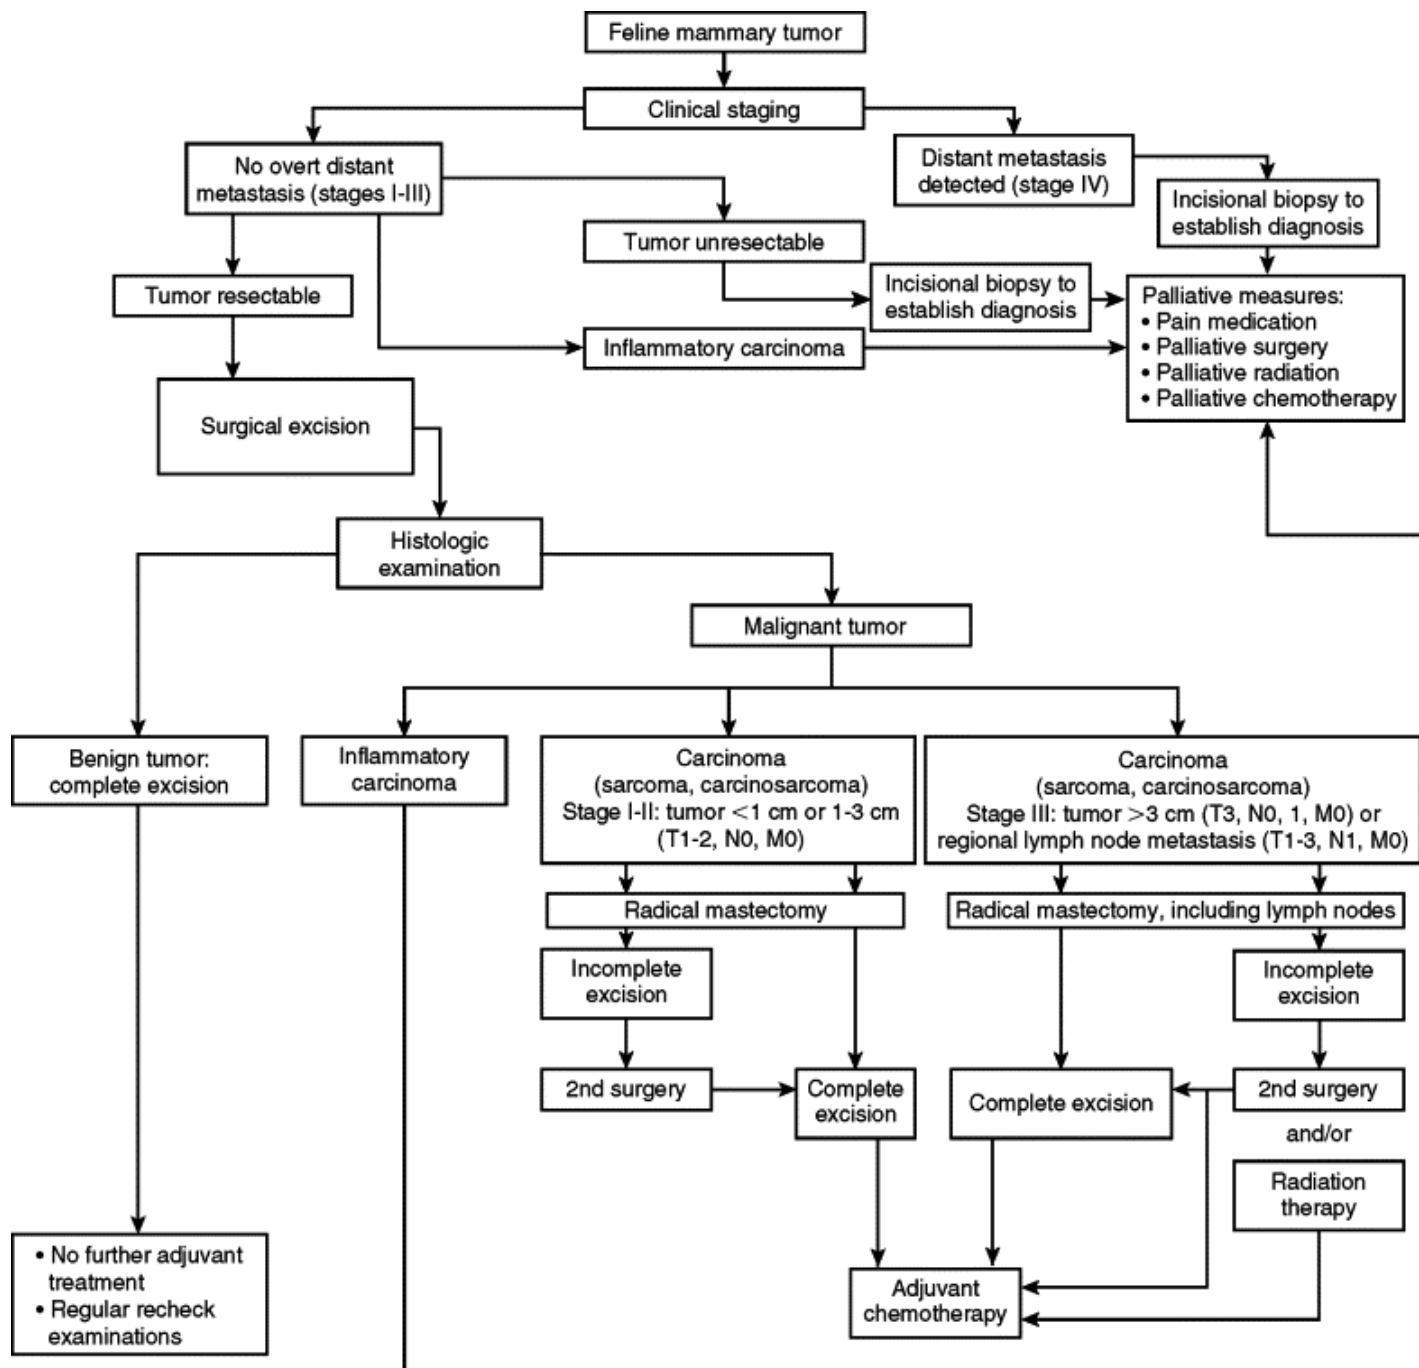 Feline mammary tumor
Clinical staging
No overt distant
metastasis (stages I-III)
Distant metastasis
detected (stage IV)
Incisional biopsy to
establish diagnosis
Tumor unresectable
Tumor resectable
Incisional biopsy to
establish diagnosis
Palliative measures:
• Pain medication
• Palliative surgery
• Palliative radiation
• Palliative chemotherapy
Inflammatory carcinoma
Surgical excision
Histologic
examination
Malignant tumor
Benign tumor:
complete excision
Inflammatory
carcinoma
Carcinoma
(sarcoma, carcinosarcoma)
Stage I-II: tumor <1 cm or 1-3 cm
(T1-2, N0, M0)
Carcinoma
(sarcoma, carcinosarcoma)
Stage III: tumor >3 cm (T3, N0, 1, M0) or
regional lymph node metastasis (T1-3, N1, M0)
Radical mastectomy
Radical mastectomy, including lymph nodes
Incomplete
excision
Incomplete
excision
2nd surgery
Complete
excision
Complete excision
2nd surgery
and/or
Radiation
therapy
• No further adjuvant
treatment
• Regular recheck
examinations
Adjuvant
chemotherapy